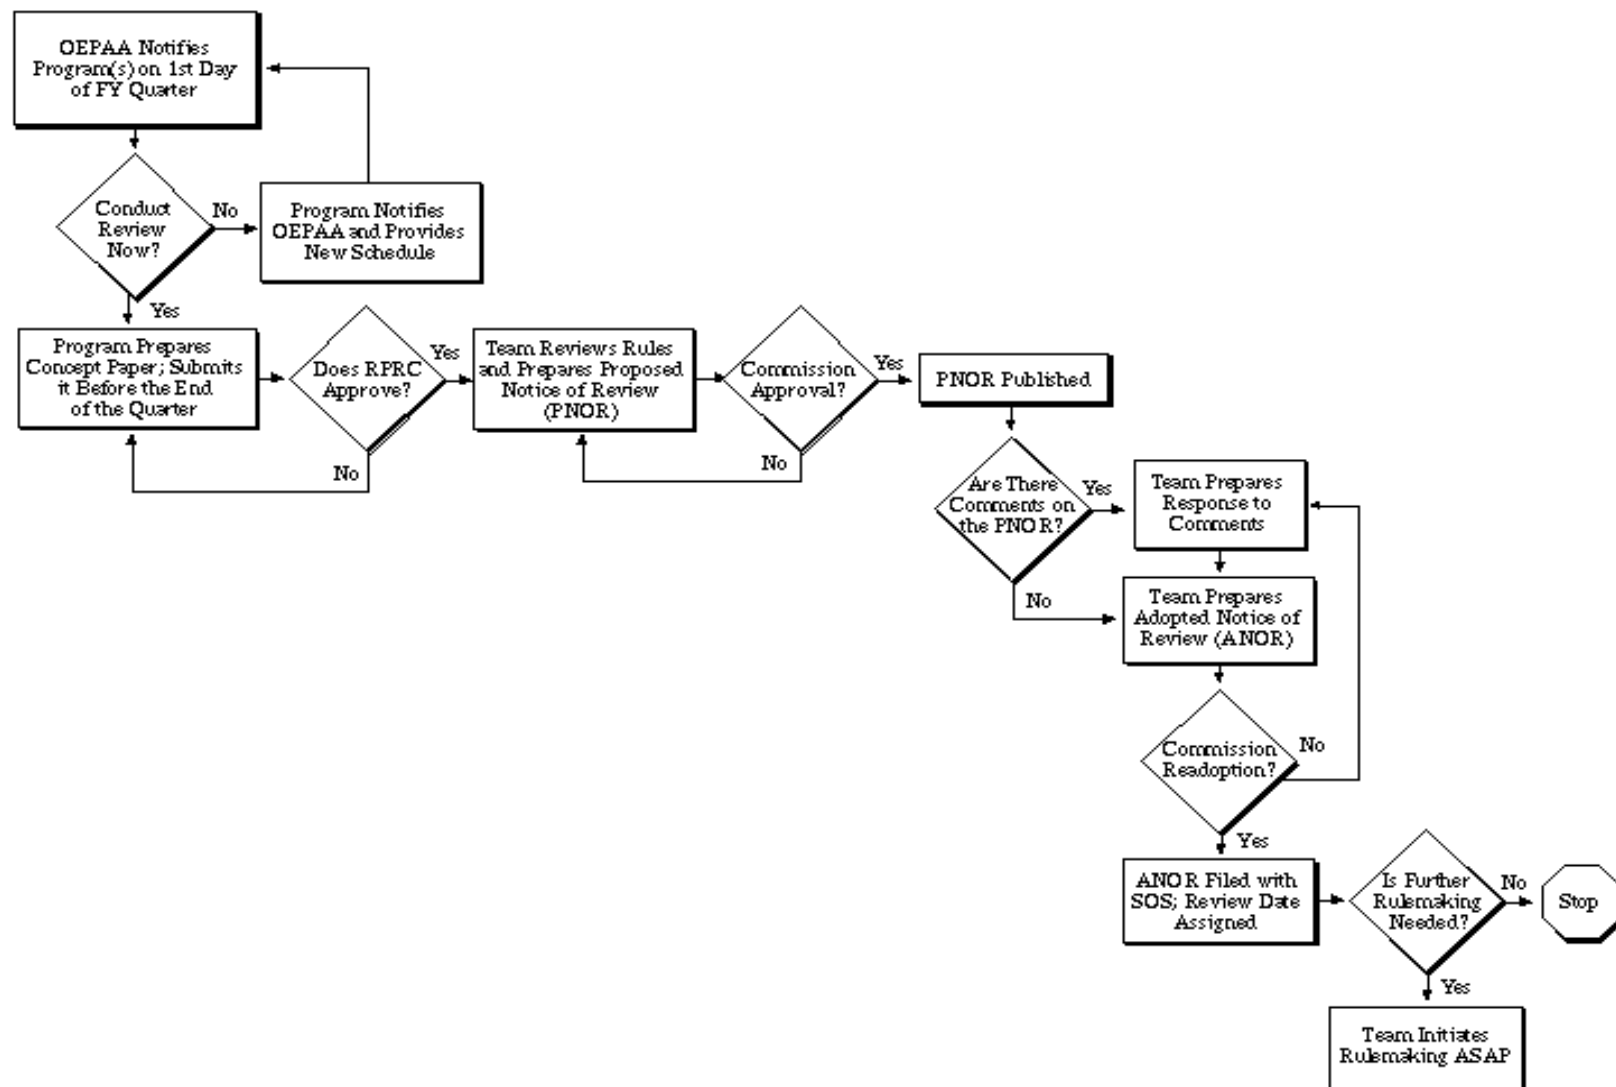 OEPAA Notifies
Program(s) on 1st Day
of FY Quarter
Conduct
Review
Now?
No
Program Notifies
OEPAA and Provides
New Schedule
Yes
Program Prepares
Concept Paper; Submits
it Before the End
of the Quarter
Does RPRC
Approve?
Yes
No
Team Reviews Rules
and Prepares Proposed
Notice of Review
(PNOR)
Commission
Approval?
Yes
No
PNOR Published
Are There
Comments on
the PNOR?
Yes
No
Team Prepares
Response to
Comments
Team Prepares
Adopted Notice of
Review (ANOR)
Commission
Readoption?
No
Yes
ANOR Filed with
SOS; Review Date
Assigned
Is Further
Rulemaking
Needed?
No
Stop
Yes
Team Initiates
Rulemaking ASAP